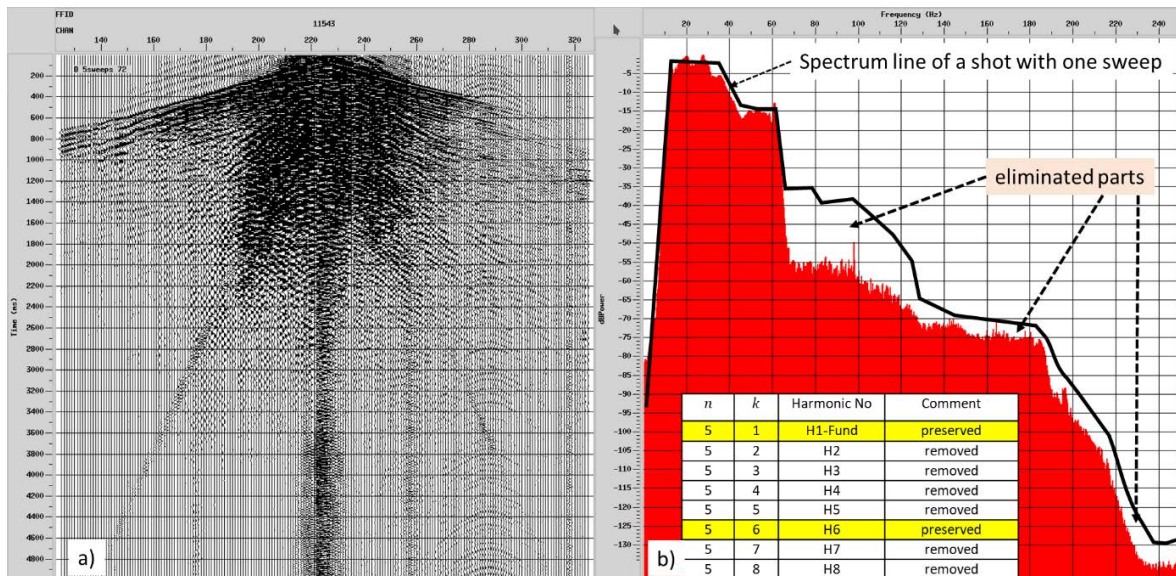 FFID
11543
CHAN
140 160 180 200 220 240 260 280 300 320
0 5sweeps 72
Time (ms)
200
400
600
800
1000
1200
1400
1600
1800
2000
2200
2400
2600
2800
3000
3200
3400
3600
3800
4000
4200
4400
4600
4800
a)
Frequency (Hz)
20 40 60 80 100 120 140 160 180 200 220 240
Spectrum line of a shot with one sweep
eliminated parts
dBPower
-5
-10
-15
-20
-25
-30
-35
-40
-45
-50
-55
-60
-65
-70
-75
-80
-85
-90
-95
-100
-105
-110
-115
-120
-125
-130
n k Harmonic No Comment
5 1 H1-Fund preserved
5 2 H2 removed
5 3 H3 removed
5 4 H4 removed
5 5 H5 removed
5 6 H6 preserved
5 7 H7 removed
5 8 H8 removed
b)